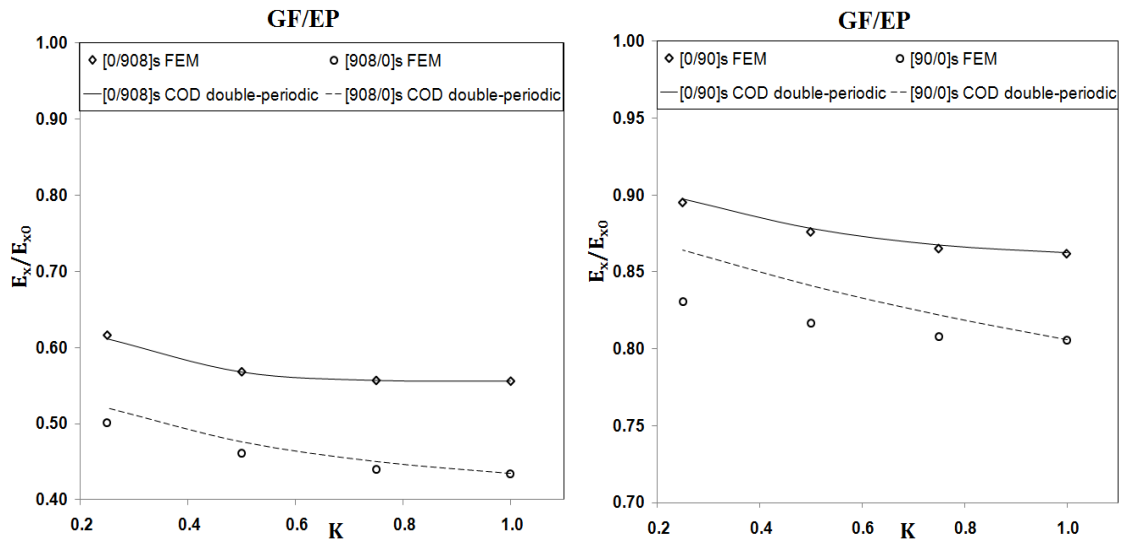 GF/EP
1.00
[0/908]s FEM
[908/0]s FEM
[0/908]s COD double-periodic
[908/0]s COD double-periodic
0.90
0.80
0.70
0.60
0.50
0.40
Ex/Ex0
0.2
0.4
0.6
0.8
1.0
K
GF/EP
1.00
[0/90]s FEM
[90/0]s FEM
[0/90]s COD double-periodic
[90/0]s COD double-periodic
0.95
0.90
0.85
0.80
0.75
0.70
Ex/Ex0
0.2
0.4
0.6
0.8
1.0
K